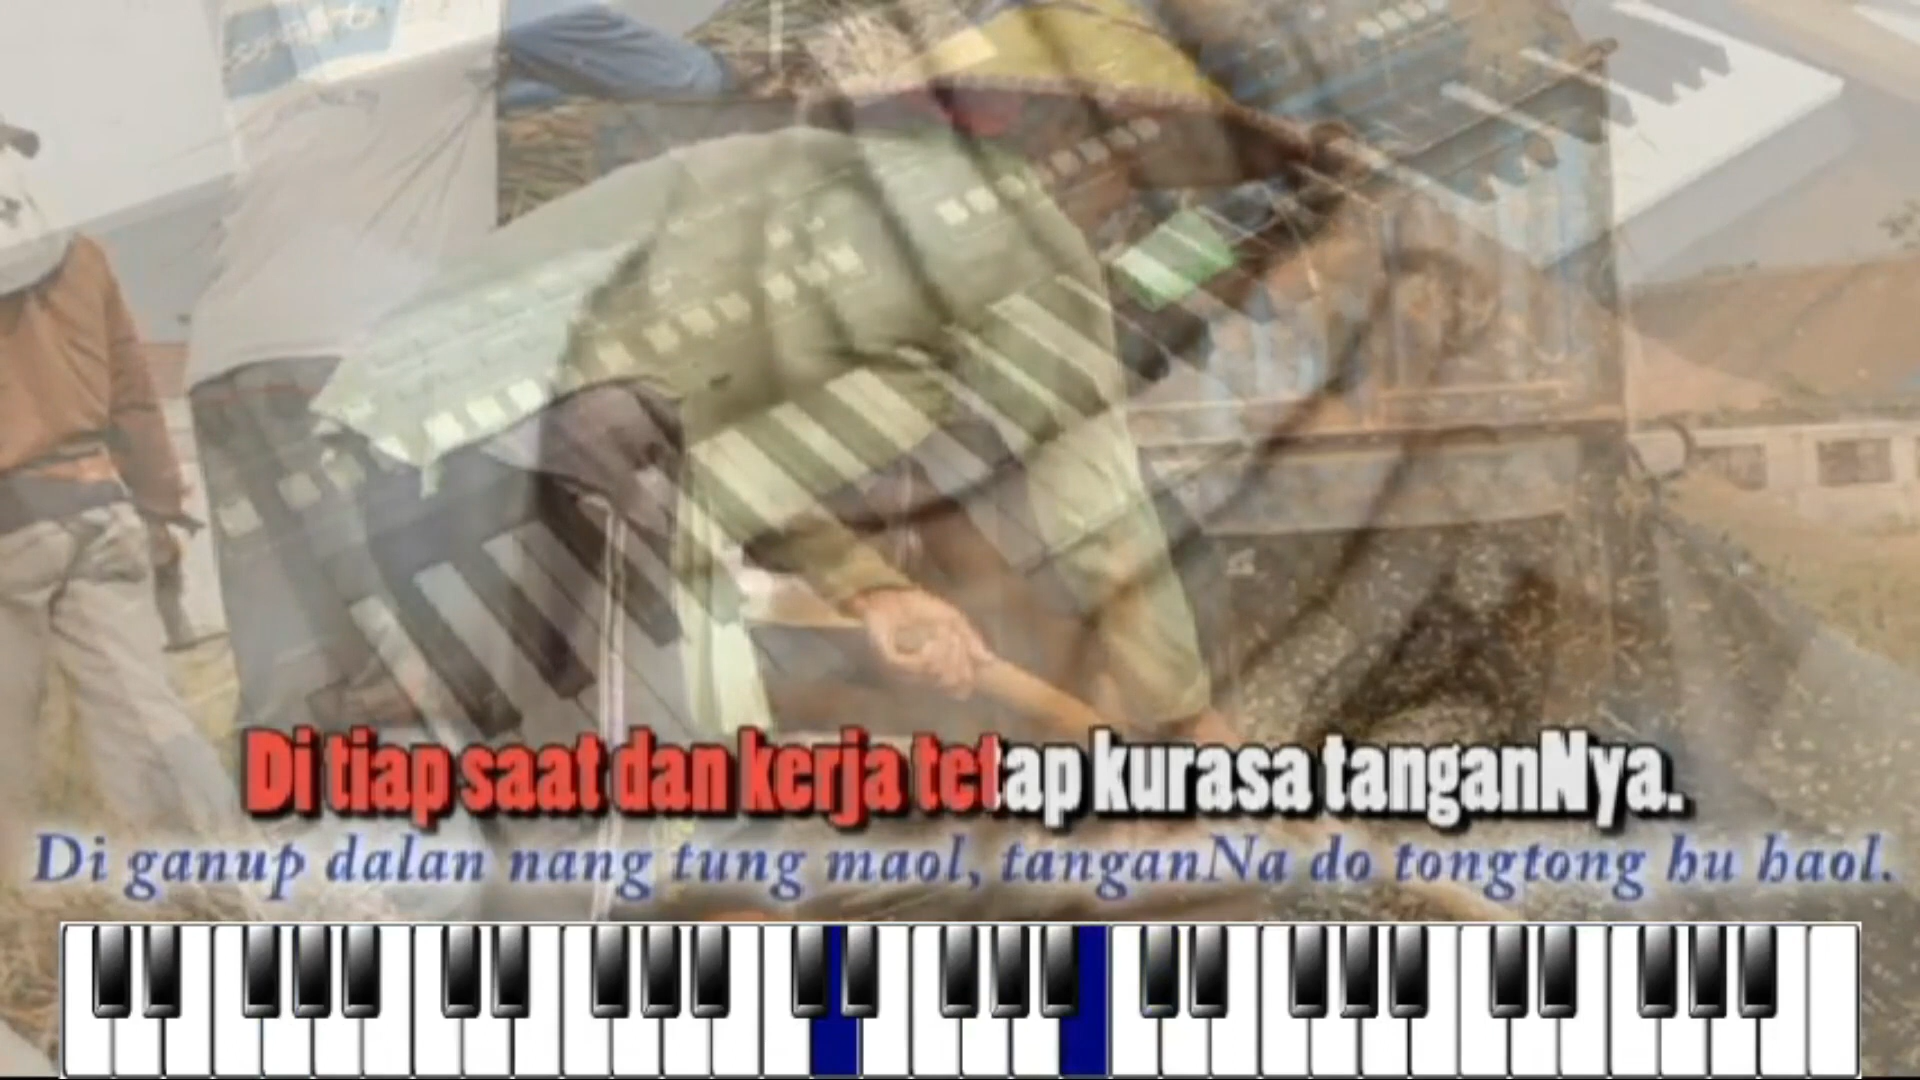 Di tiap saat dan kerja tetap kurasa tanganNya.
Di ganup dalan nang tung maol, tanganNa do tongtong hu haol.